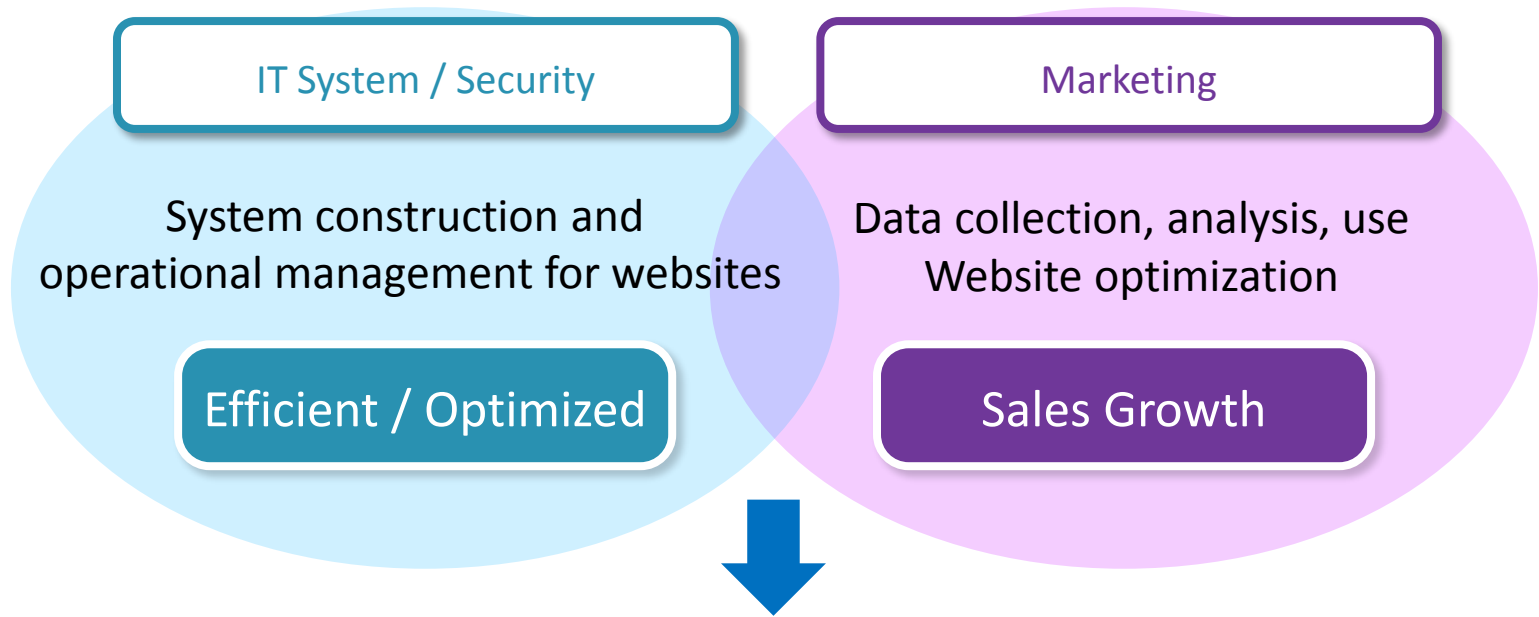 IT System / Security
Marketing
System construction and
operational management for websites
Data collection, analysis, use
Website optimization
Efficient / Optimized
Sales Growth